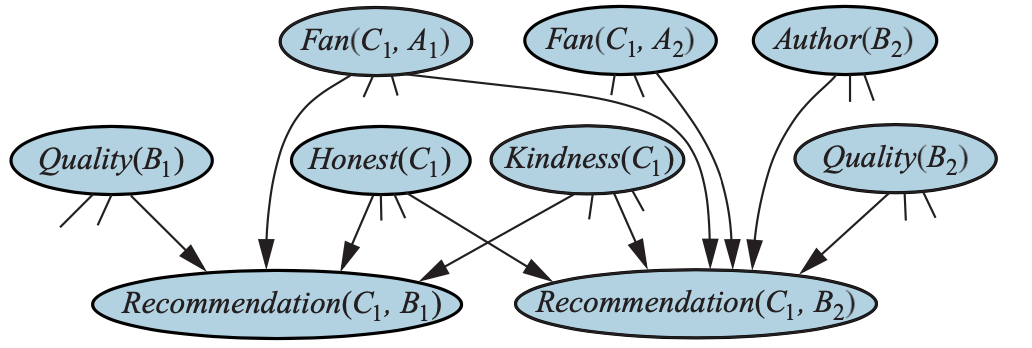 Fan(C₁, A₁) Fan(C₁, A₂) Author(B₂)
Quality(B₁) Honest(C₁) Kindness(C₁) Quality(B₂)
Recommendation(C₁, B₁) Recommendation(C₁, B₂)